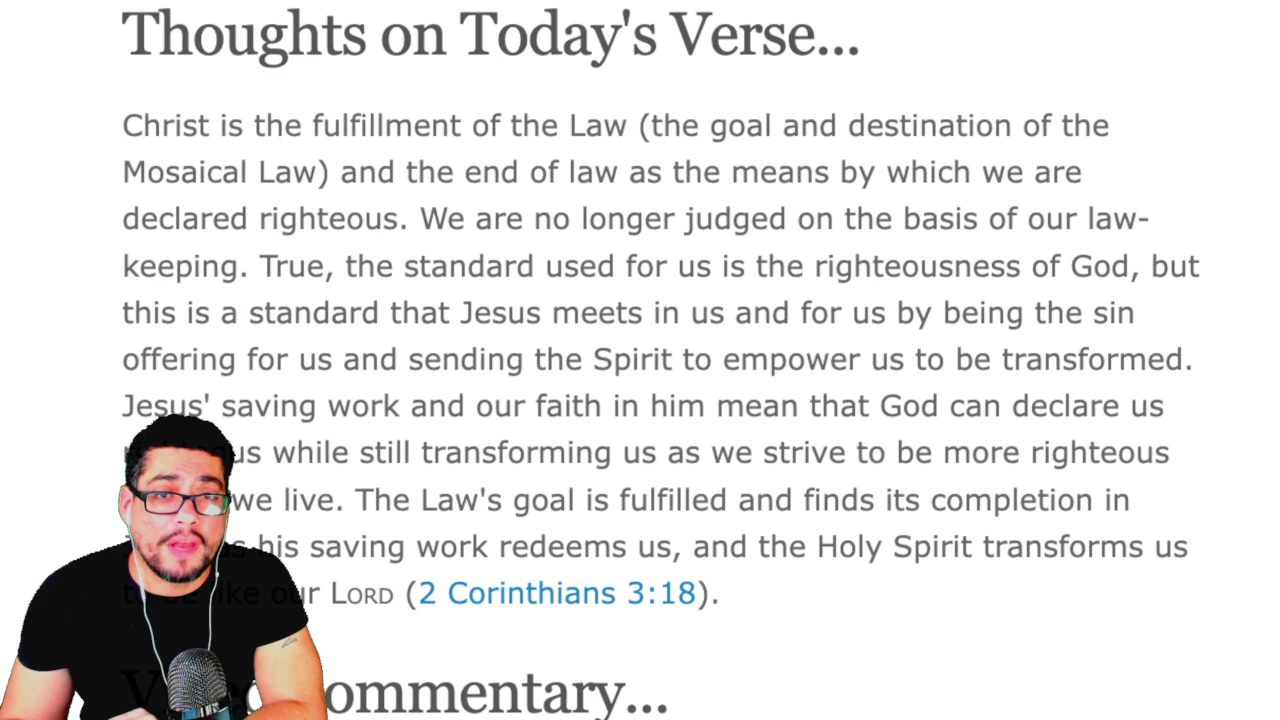 Thoughts on Today's Verse...
Christ is the fulfillment of the Law (the goal and destination of the
Mosaical Law) and the end of law as the means by which we are
declared righteous. We are no longer judged on the basis of our law-
keeping. True, the standard used for us is the righteousness of God, but
this is a standard that Jesus meets in us and for us by being the sin
offering for us and sending the Spirit to empower us to be transformed.
Jesus' saving work and our faith in him mean that God can declare us
while still transforming us as we strive to be more righteous
we live. The Law's goal is fulfilled and finds its completion in
his saving work redeems us, and the Holy Spirit transforms us
to be like our LORD (2 Corinthians 3:18).
Commentary...